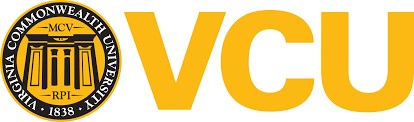 VIRGINIA COMMONWEALTH UNIVERSITY
MCV
RPI
· 1838 ·
VCU